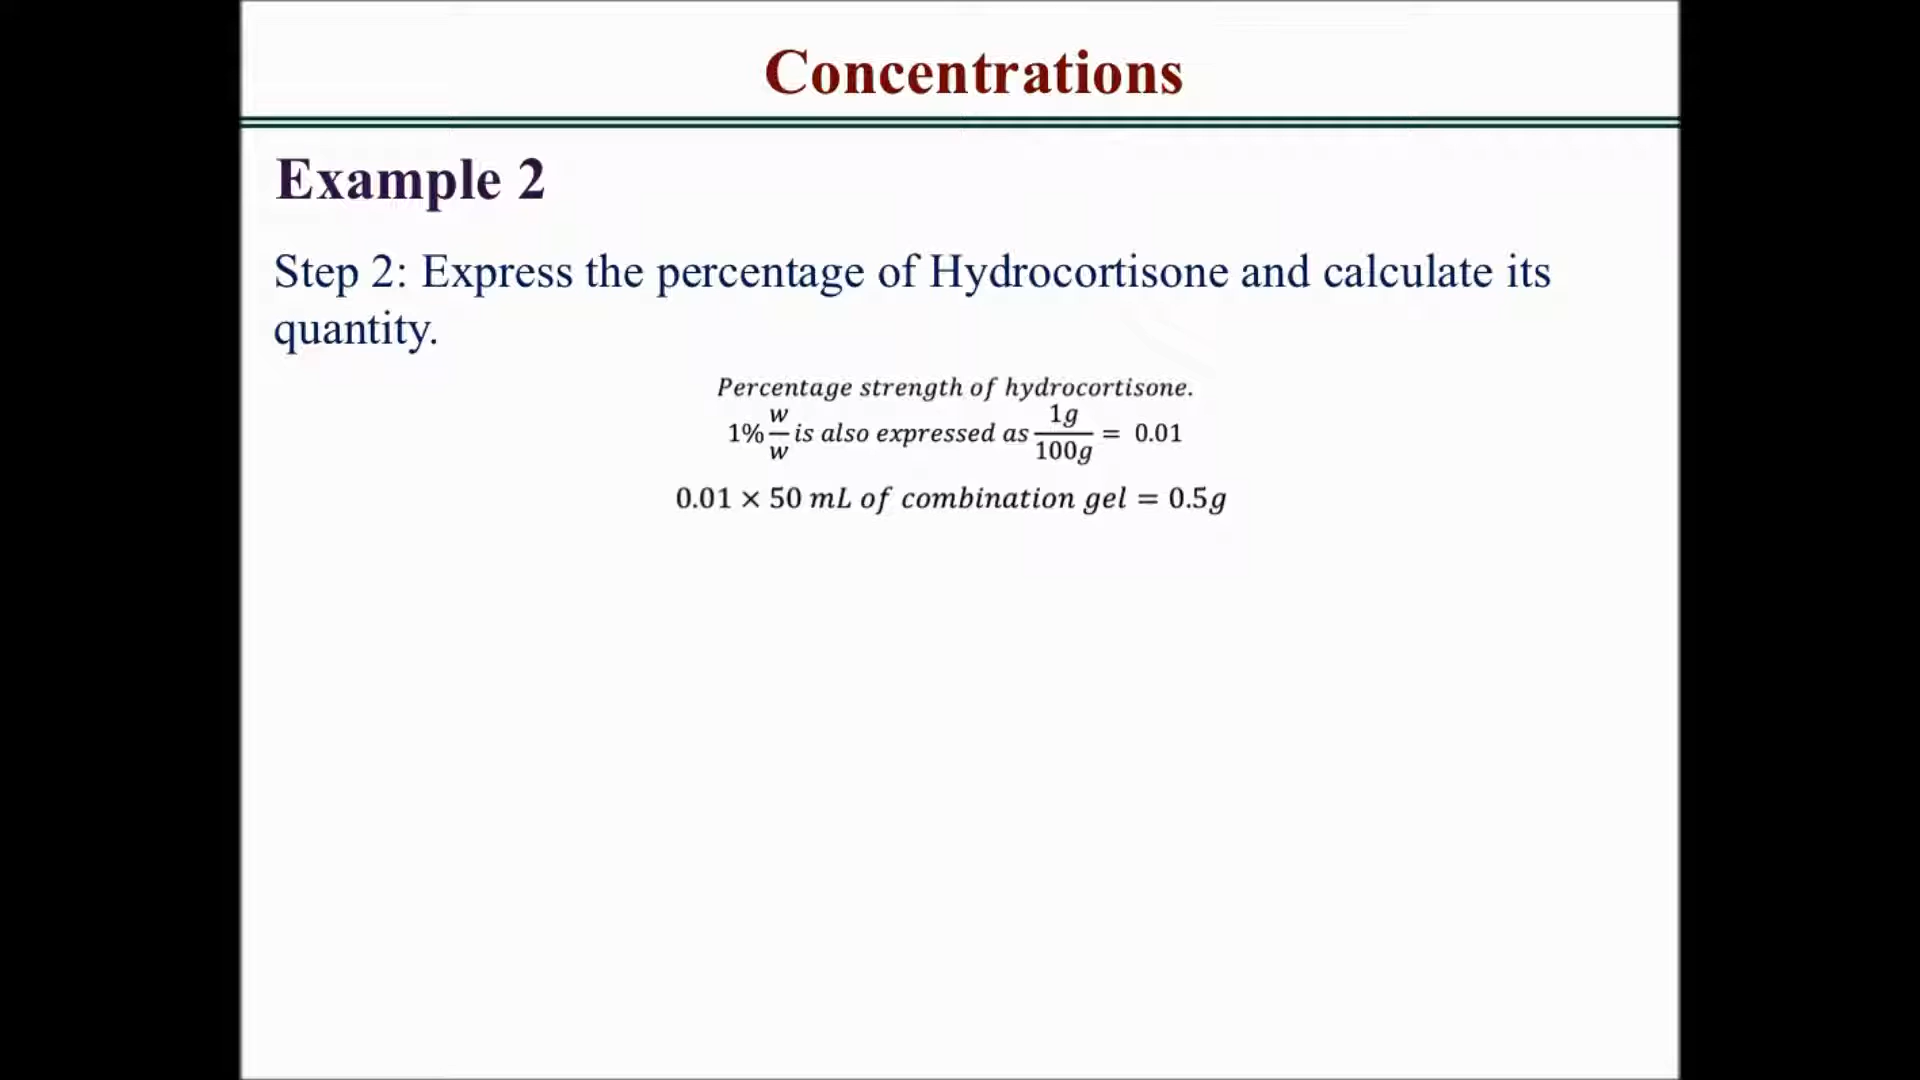 Concentrations
Example 2
Step 2: Express the percentage of Hydrocortisone and calculate its
quantity.
Percentage strength of hydrocortisone.
1% w/w is also expressed as 1g/100g = 0.01
0.01 × 50 mL of combination gel = 0.5g